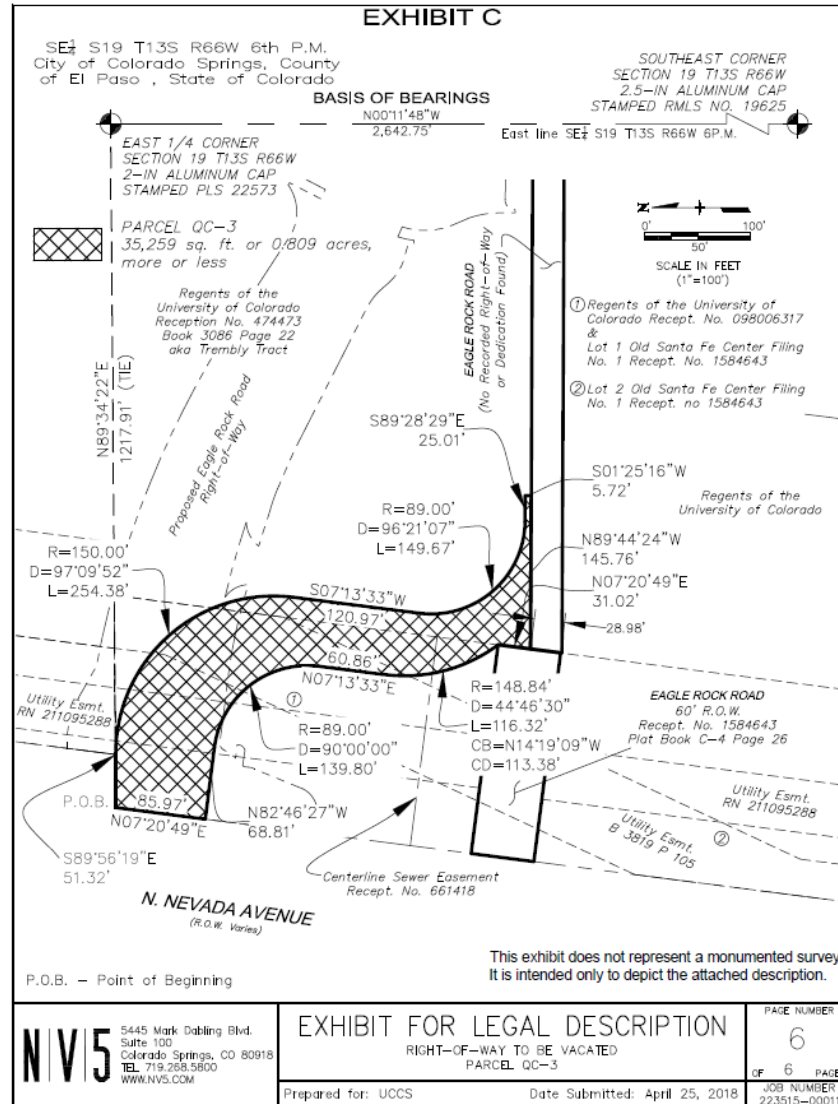 EXHIBIT C
SE¼ S19 T13S R66W 6th P.M.
City of Colorado Springs, County
of El Paso , State of Colorado
SOUTHEAST CORNER
SECTION 19 T13S R66W
2.5-IN ALUMINUM CAP
STAMPED RMLS NO. 19625
BASIS OF BEARINGS
N00°11'48"W
2,642.75'
East line SE¼ S19 T13S R66W 6P.M.
EAST 1/4 CORNER
SECTION 19 T13S R66W
2-IN ALUMINUM CAP
STAMPED PLS 22573
PARCEL QC-3
35,259 sq. ft. or 0.809 acres,
more or less
Regents of the
University of Colorado
Reception No. 474473
Book 3086 Page 22
aka Trembly Tract
N89°34'22"E
1217.91' (TIE)
Proposed Eagle Rock Road
Right-of-Way
EAGLE ROCK ROAD
(No Recorded Right-of-Way
or Dedication Found)
N
0'
100'
50'
SCALE IN FEET
(1"=100')
① Regents of the University of
Colorado Recept. No. 098006317
&
Lot 1 Old Santa Fe Center Filing
No. 1 Recept. No. 1584643
② Lot 2 Old Santa Fe Center Filing
No. 1 Recept. no 1584643
S89°28'29"E
25.01'
S01°25'16"W
5.72'
Regents of the
University of Colorado
R=89.00'
D=96°21'07"
L=149.67'
N89°44'24"W
145.76'
N07°20'49"E
31.02'
28.98'
R=150.00'
D=97°09'52"
L=254.38'
S07°13'33"W
120.97'
60.86'
N07°13'33"E
Utility Esmt.
RN 211095288
①
R=89.00'
D=90°00'00"
L=139.80'
R=148.84'
D=44°46'30"
L=116.32'
CB=N14°19'09"W
CD=113.38'
EAGLE ROCK ROAD
60' R.O.W.
Recept. No. 1584643
Plat Book C-4 Page 26
P.O.B.
85.97'
N07°20'49"E
N82°46'27"W
68.81'
Utility Esmt.
RN 211095288
Utility Esmt.
B 3819 P 105
②
S89°56'19"E
51.32'
Centerline Sewer Easement
Recept. No. 661418
N. NEVADA AVENUE
(R.O.W. Varies)
This exhibit does not represent a monumented survey
It is intended only to depict the attached description.
P.O.B. - Point of Beginning
N|V|5
5445 Mark Dabling Blvd.
Suite 100
Colorado Springs, CO 80918
TEL 719.268.5800
WWW.NV5.COM
EXHIBIT FOR LEGAL DESCRIPTION
RIGHT-OF-WAY TO BE VACATED
PARCEL QC-3
Prepared for: UCCS
Date Submitted: April 25, 2018
PAGE NUMBER
6
OF 6 PAGE
JOB NUMBER
223515-00011